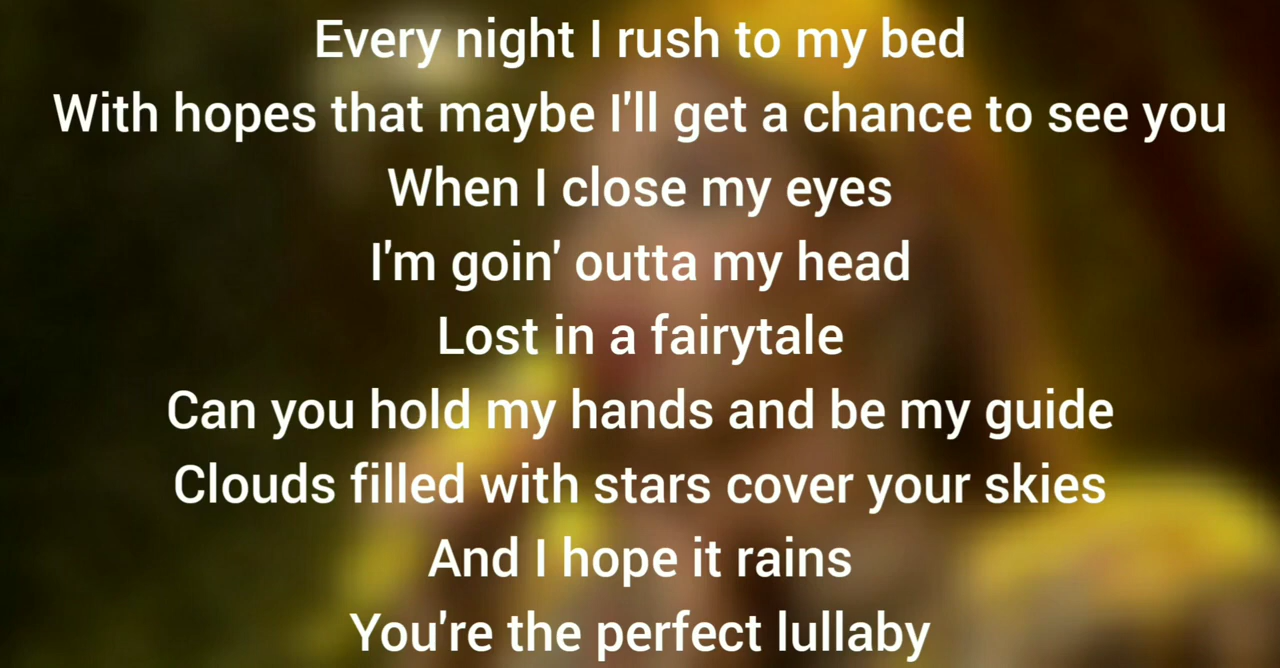 Every night I rush to my bed
With hopes that maybe I'll get a chance to see you
When I close my eyes
I'm goin' outta my head
Lost in a fairytale
Can you hold my hands and be my guide
Clouds filled with stars cover your skies
And I hope it rains
You're the perfect lullaby